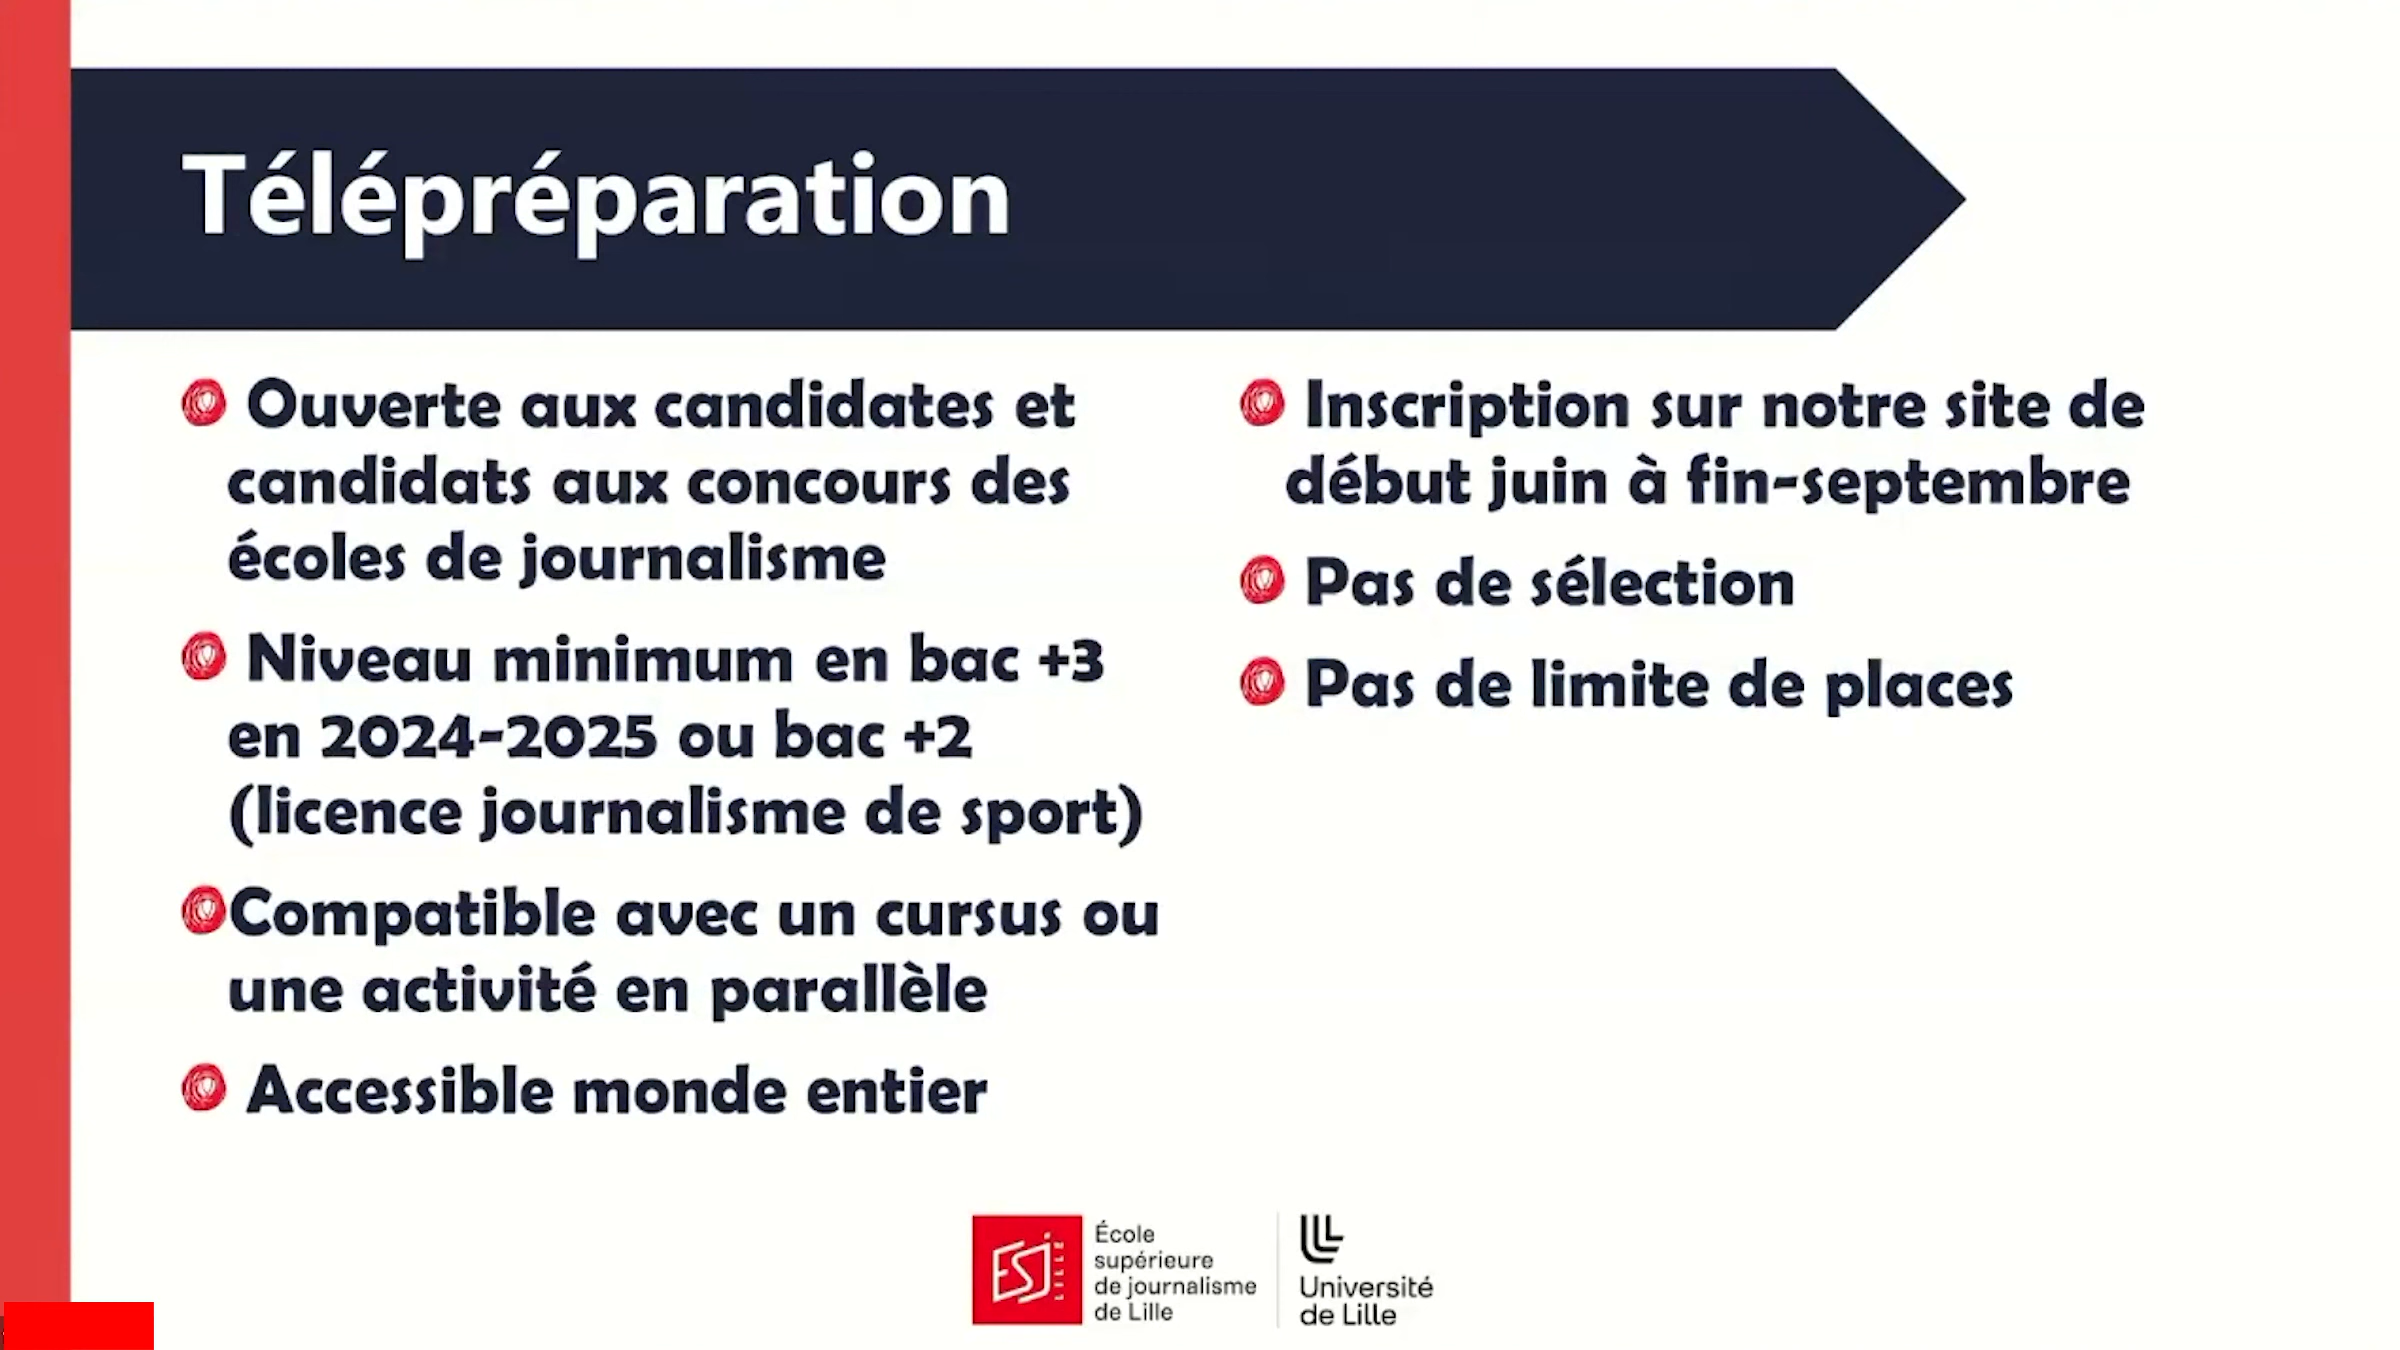 Télépréparation
Ouverte aux candidates et
candidats aux concours des
écoles de journalisme
Niveau minimum en bac +3
en 2024-2025 ou bac +2
(licence journalisme de sport)
Compatible avec un cursus ou
une activité en parallèle
Accessible monde entier
Inscription sur notre site de
début juin à fin-septembre
Pas de sélection
Pas de limite de places
ESJ LILLE
École
supérieure
de journalisme
de Lille
Université
de Lille